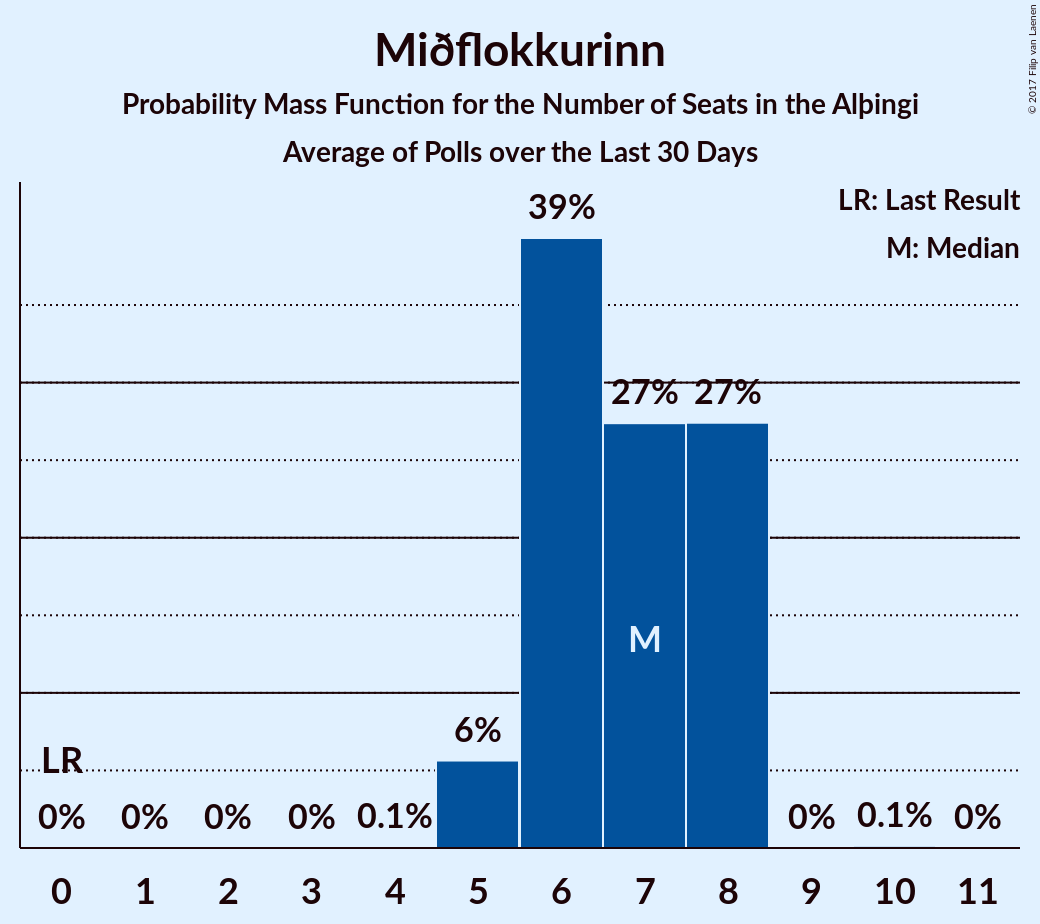 Miðflokkurinn
Probability Mass Function for the Number of Seats in the Alþingi
Average of Polls over the Last 30 Days
© 2017 Filip van Laenen
LR: Last Result
M: Median
39%
27% 27%
M
6%
LR
0% 0% 0% 0% 0.1% 0% 0.1% 0%
0 1 2 3 4 5 6 7 8 9 10 11